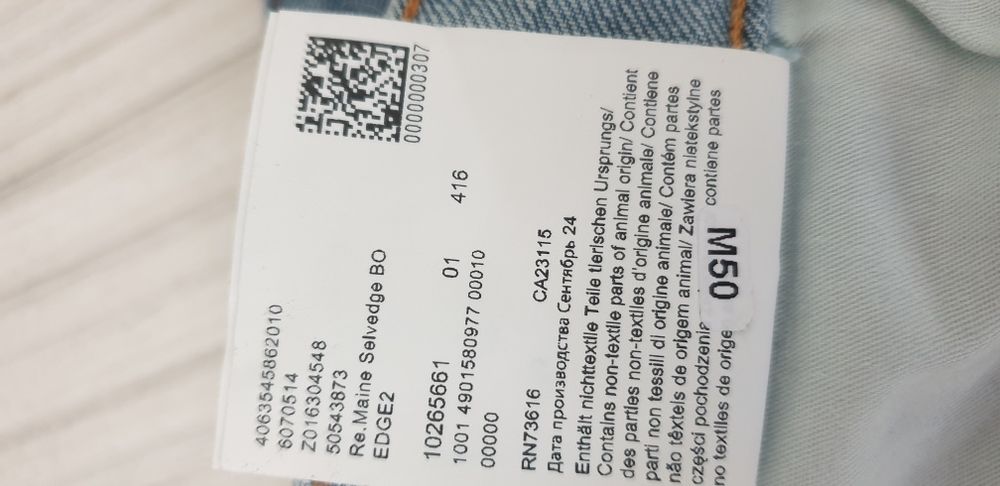 0000000307
4063545862010
6070514
Z016304548
50543873
Re.Maine Selvedge BO
EDGE2
10265661 01 416
1001 4901580977 00010
00000
RN73616 CA23115
Дата производства Сентябрь 24
Enthält nichttextile Teile tierischen Ursprungs/
Contains non-textile parts of animal origin/ Contient
des parties non-textiles d'origine animale/ Contiene
parti non tessili di origine animale/ Contém partes
não têxteis de origem animal/ Zawiera nietekstylne
części pochodzenia contiene partes
no textiles de orige
M50